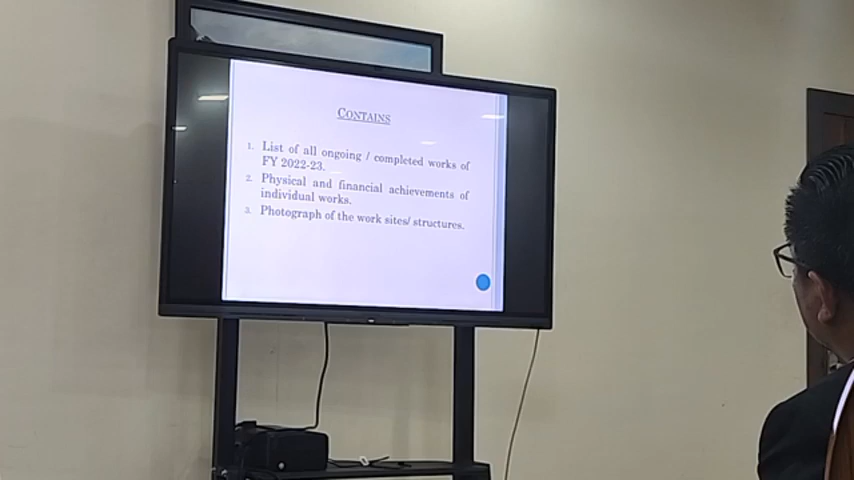 CONTAINS
1. List of all ongoing / completed works of
FY 2022-23.
2. Physical and financial achievements of
individual works.
3. Photograph of the work sites/ structures.